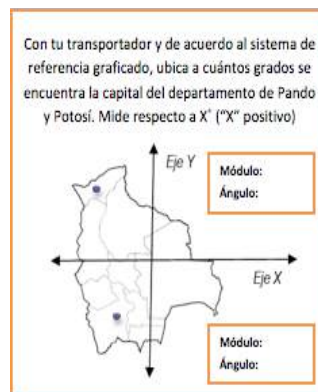 Con tu transportador y de acuerdo al sistema de
referencia graficado, ubica a cuántos grados se
encuentra la capital del departamento de Pando
y Potosí. Mide respecto a X⁺ ("X" positivo)
Eje Y
Módulo:
Ángulo:
Eje X
Módulo:
Ángulo: